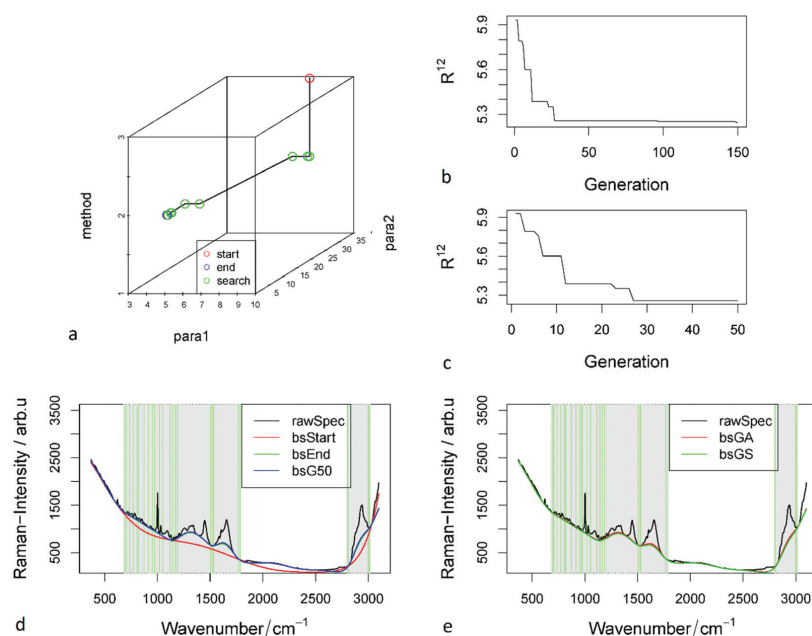 method
3
2
1
3 4 5 6 7 8 9 10
para1
5 10 15 20 25 30 35
para2
start
end
search
a
R12
5.9
5.6
5.3
0 50 100 150
Generation
b
R12
5.9
5.6
5.3
0 10 20 30 40 50
Generation
c
Raman-Intensity / arb.u
3500
2500
1500
500
rawSpec
bsStart
bsEnd
bsG50
500 1000 1500 2000 2500 3000
Wavenumber/cm−1
d
Raman-Intensity / arb.u
3500
2500
1500
500
rawSpec
bsGA
bsGS
500 1000 1500 2000 2500 3000
Wavenumber/cm−1
e